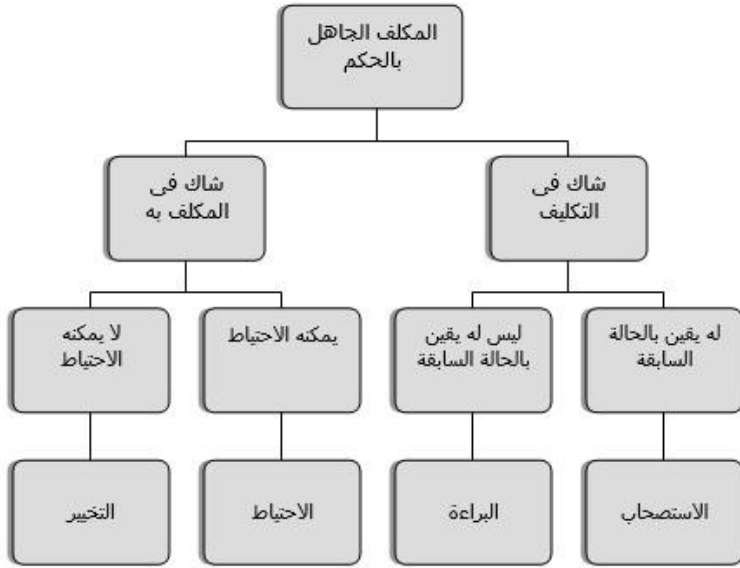 المكلف الجاهل
بالحكم
شاك فى
التكليف
شاك فى
المكلف به
له يقين بالحالة
السابقة
ليس له يقين
بالحالة السابقة
يمكنه الاحتياط
لا يمكنه
الاحتياط
الاستصحاب
البراءة
الاحتياط
التخيير